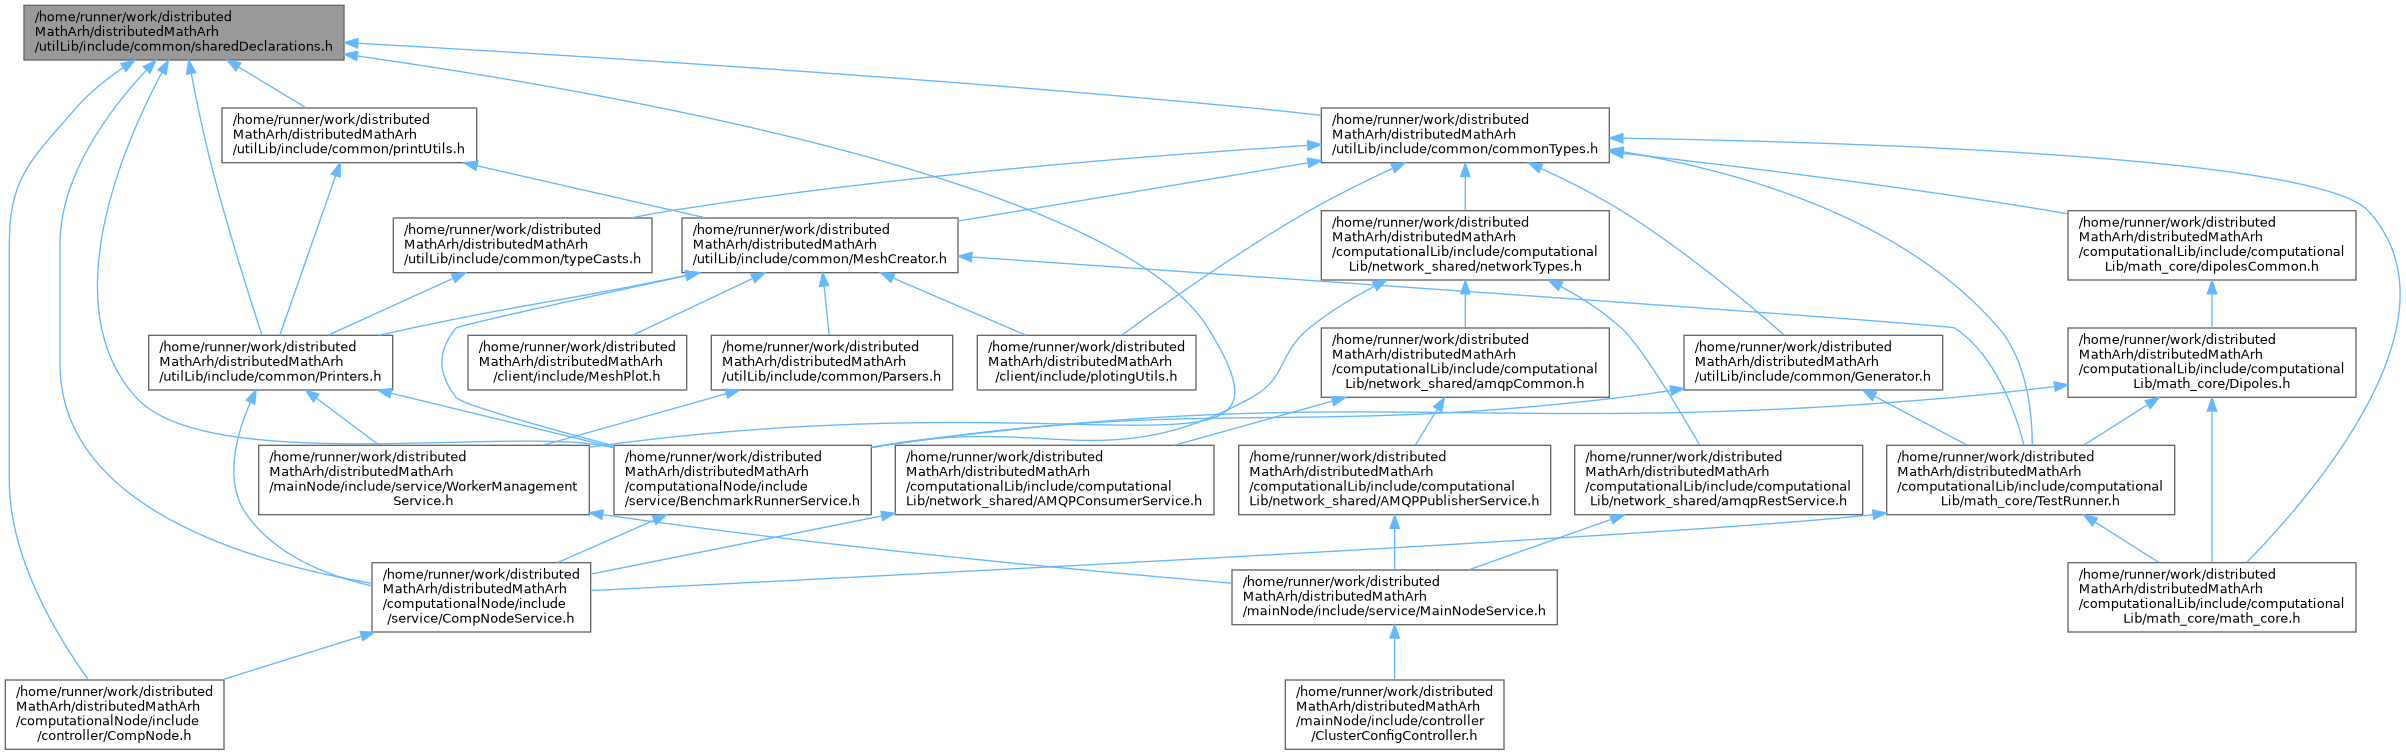 /home/runner/work/distributed
MathArh/distributedMathArh
/utilLib/include/common/sharedDeclarations.h
/home/runner/work/distributed
MathArh/distributedMathArh
/utilLib/include/common/printUtils.h
/home/runner/work/distributed
MathArh/distributedMathArh
/utilLib/include/common/commonTypes.h
/home/runner/work/distributed
MathArh/distributedMathArh
/utilLib/include/common/typeCasts.h
/home/runner/work/distributed
MathArh/distributedMathArh
/utilLib/include/common/MeshCreator.h
/home/runner/work/distributed
MathArh/distributedMathArh
/computationalLib/include/computational
Lib/network_shared/networkTypes.h
/home/runner/work/distributed
MathArh/distributedMathArh
/computationalLib/include/computational
Lib/math_core/dipolesCommon.h
/home/runner/work/distributed
MathArh/distributedMathArh
/utilLib/include/common/Printers.h
/home/runner/work/distributed
MathArh/distributedMathArh
/client/include/MeshPlot.h
/home/runner/work/distributed
MathArh/distributedMathArh
/utilLib/include/common/Parsers.h
/home/runner/work/distributed
MathArh/distributedMathArh
/client/include/plotingUtils.h
/home/runner/work/distributed
MathArh/distributedMathArh
/computationalLib/include/computational
Lib/network_shared/amqpCommon.h
/home/runner/work/distributed
MathArh/distributedMathArh
/utilLib/include/common/Generator.h
/home/runner/work/distributed
MathArh/distributedMathArh
/computationalLib/include/computational
Lib/math_core/Dipoles.h
/home/runner/work/distributed
MathArh/distributedMathArh
/mainNode/include/service/WorkerManagement
Service.h
/home/runner/work/distributed
MathArh/distributedMathArh
/computationalNode/include
/service/BenchmarkRunnerService.h
/home/runner/work/distributed
MathArh/distributedMathArh
/computationalLib/include/computational
Lib/network_shared/AMQPConsumerService.h
/home/runner/work/distributed
MathArh/distributedMathArh
/computationalLib/include/computational
Lib/network_shared/AMQPPublisherService.h
/home/runner/work/distributed
MathArh/distributedMathArh
/computationalLib/include/computational
Lib/network_shared/amqpRestService.h
/home/runner/work/distributed
MathArh/distributedMathArh
/computationalLib/include/computational
Lib/math_core/TestRunner.h
/home/runner/work/distributed
MathArh/distributedMathArh
/computationalNode/include
/service/CompNodeService.h
/home/runner/work/distributed
MathArh/distributedMathArh
/mainNode/include/service/MainNodeService.h
/home/runner/work/distributed
MathArh/distributedMathArh
/computationalLib/include/computational
Lib/math_core/math_core.h
/home/runner/work/distributed
MathArh/distributedMathArh
/computationalNode/include
/controller/CompNode.h
/home/runner/work/distributed
MathArh/distributedMathArh
/mainNode/include/controller
/ClusterConfigController.h